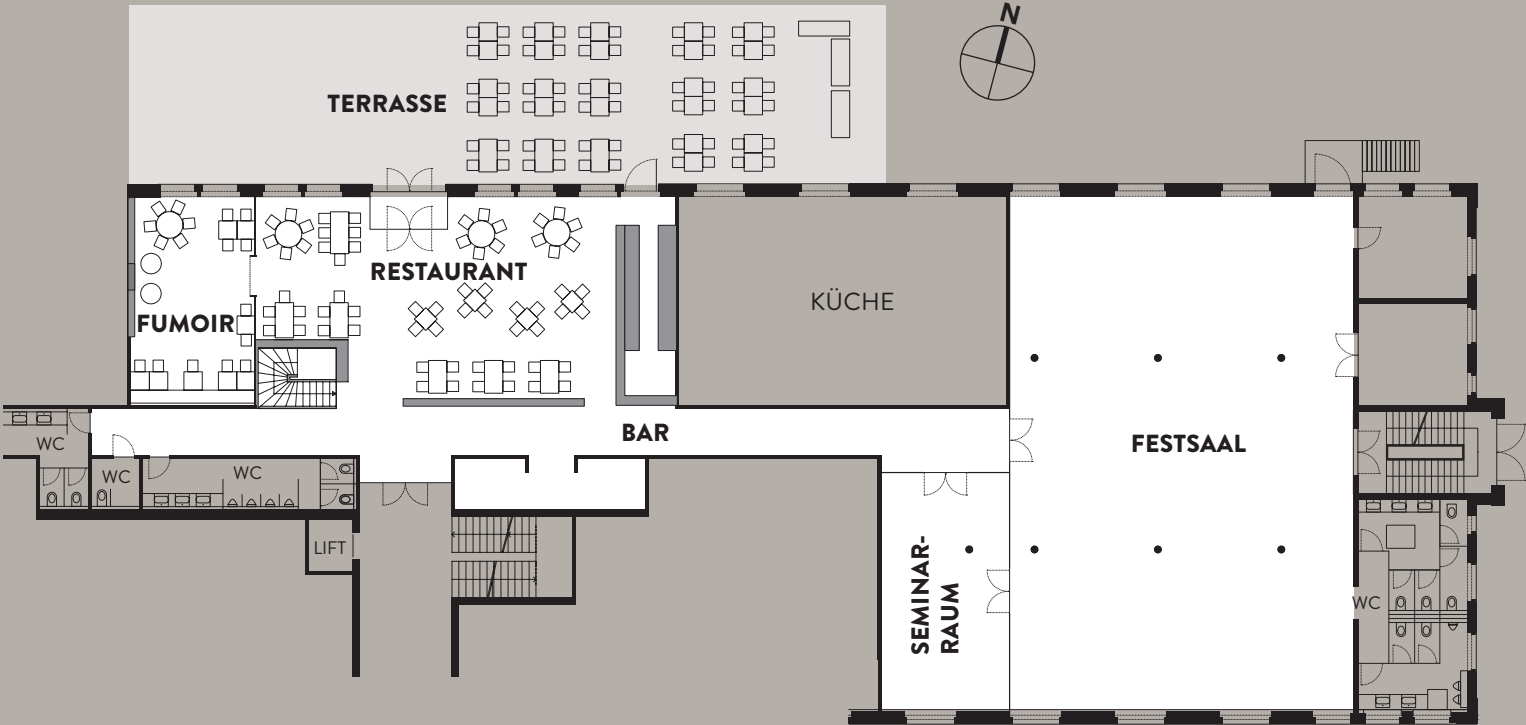 N
TERRASSE
RESTAURANT
KÜCHE
FUMOIR
BAR
FESTSAAL
WC
WC
WC
LIFT
SEMINAR-
RAUM
WC